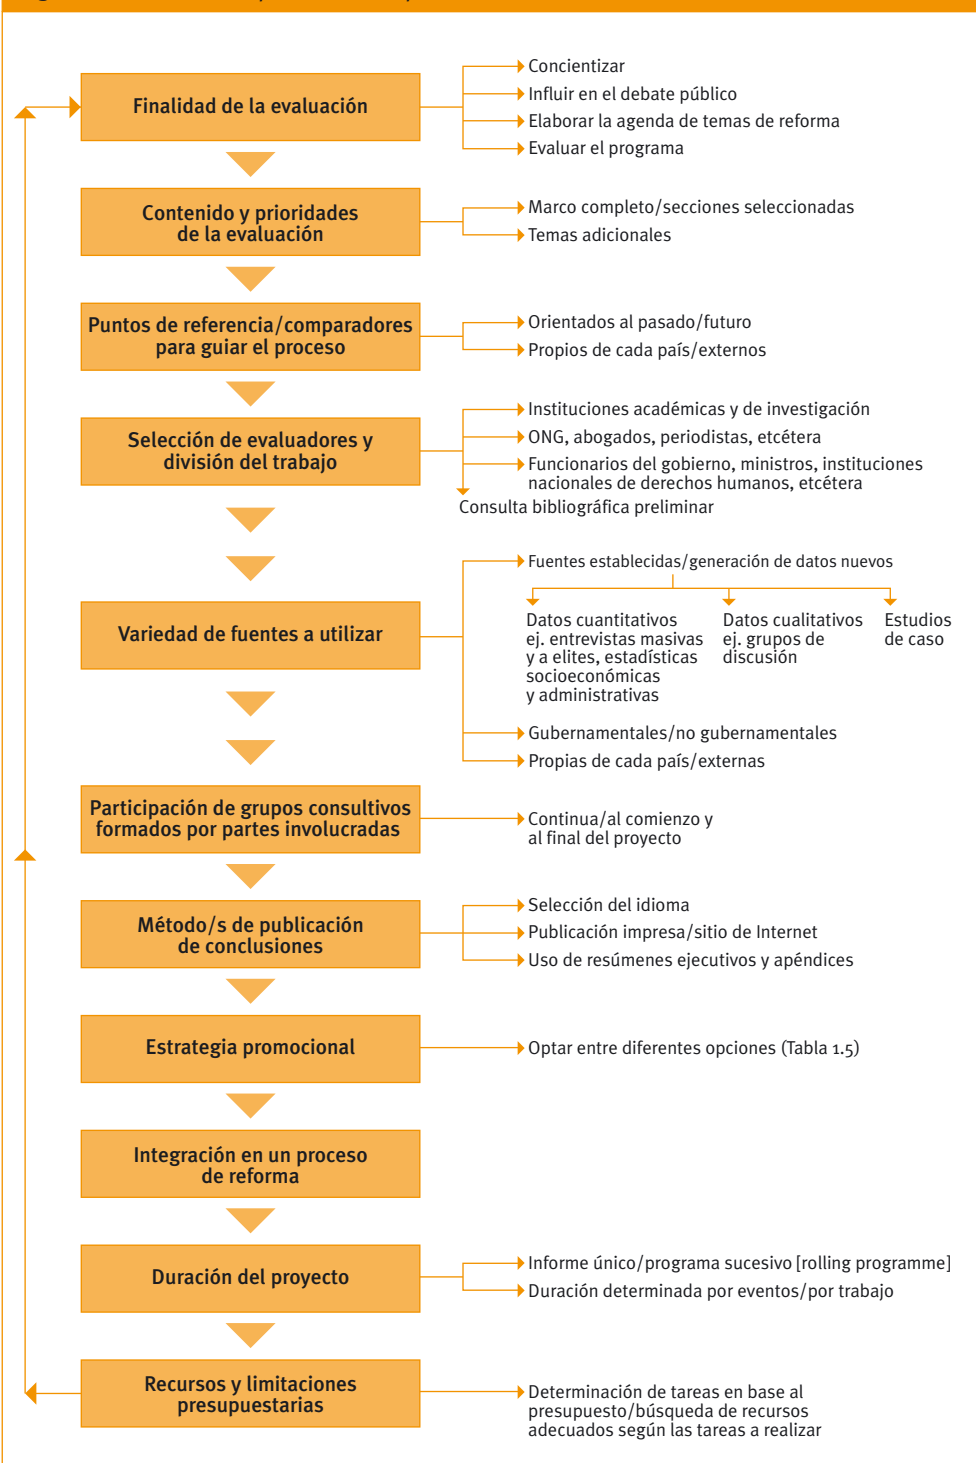 Finalidad de la evaluación
Concientizar
Influir en el debate público
Elaborar la agenda de temas de reforma
Evaluar el programa
Contenido y prioridades
de la evaluación
Marco completo/secciones seleccionadas
Temas adicionales
Puntos de referencia/comparadores
para guiar el proceso
Orientados al pasado/futuro
Propios de cada país/externos
Selección de evaluadores y
división del trabajo
Instituciones académicas y de investigación
ONG, abogados, periodistas, etcétera
Funcionarios del gobierno, ministros, instituciones
nacionales de derechos humanos, etcétera
Consulta bibliográfica preliminar
Variedad de fuentes a utilizar
Fuentes establecidas/generación de datos nuevos
Datos cuantitativos
ej. entrevistas masivas
y a elites, estadísticas
socioeconómicas
y administrativas
Datos cualitativos
ej. grupos de
discusión
Estudios
de caso
Gubernamentales/no gubernamentales
Propias de cada país/externas
Participación de grupos consultivos
formados por partes involucradas
Continua/al comienzo y
al final del proyecto
Método/s de publicación
de conclusiones
Selección del idioma
Publicación impresa/sitio de Internet
Uso de resúmenes ejecutivos y apéndices
Estrategia promocional
Optar entre diferentes opciones (Tabla 1.5)
Integración en un proceso
de reforma
Duración del proyecto
Informe único/programa sucesivo [rolling programme]
Duración determinada por eventos/por trabajo
Recursos y limitaciones
presupuestarias
Determinación de tareas en base al
presupuesto/búsqueda de recursos
adecuados según las tareas a realizar